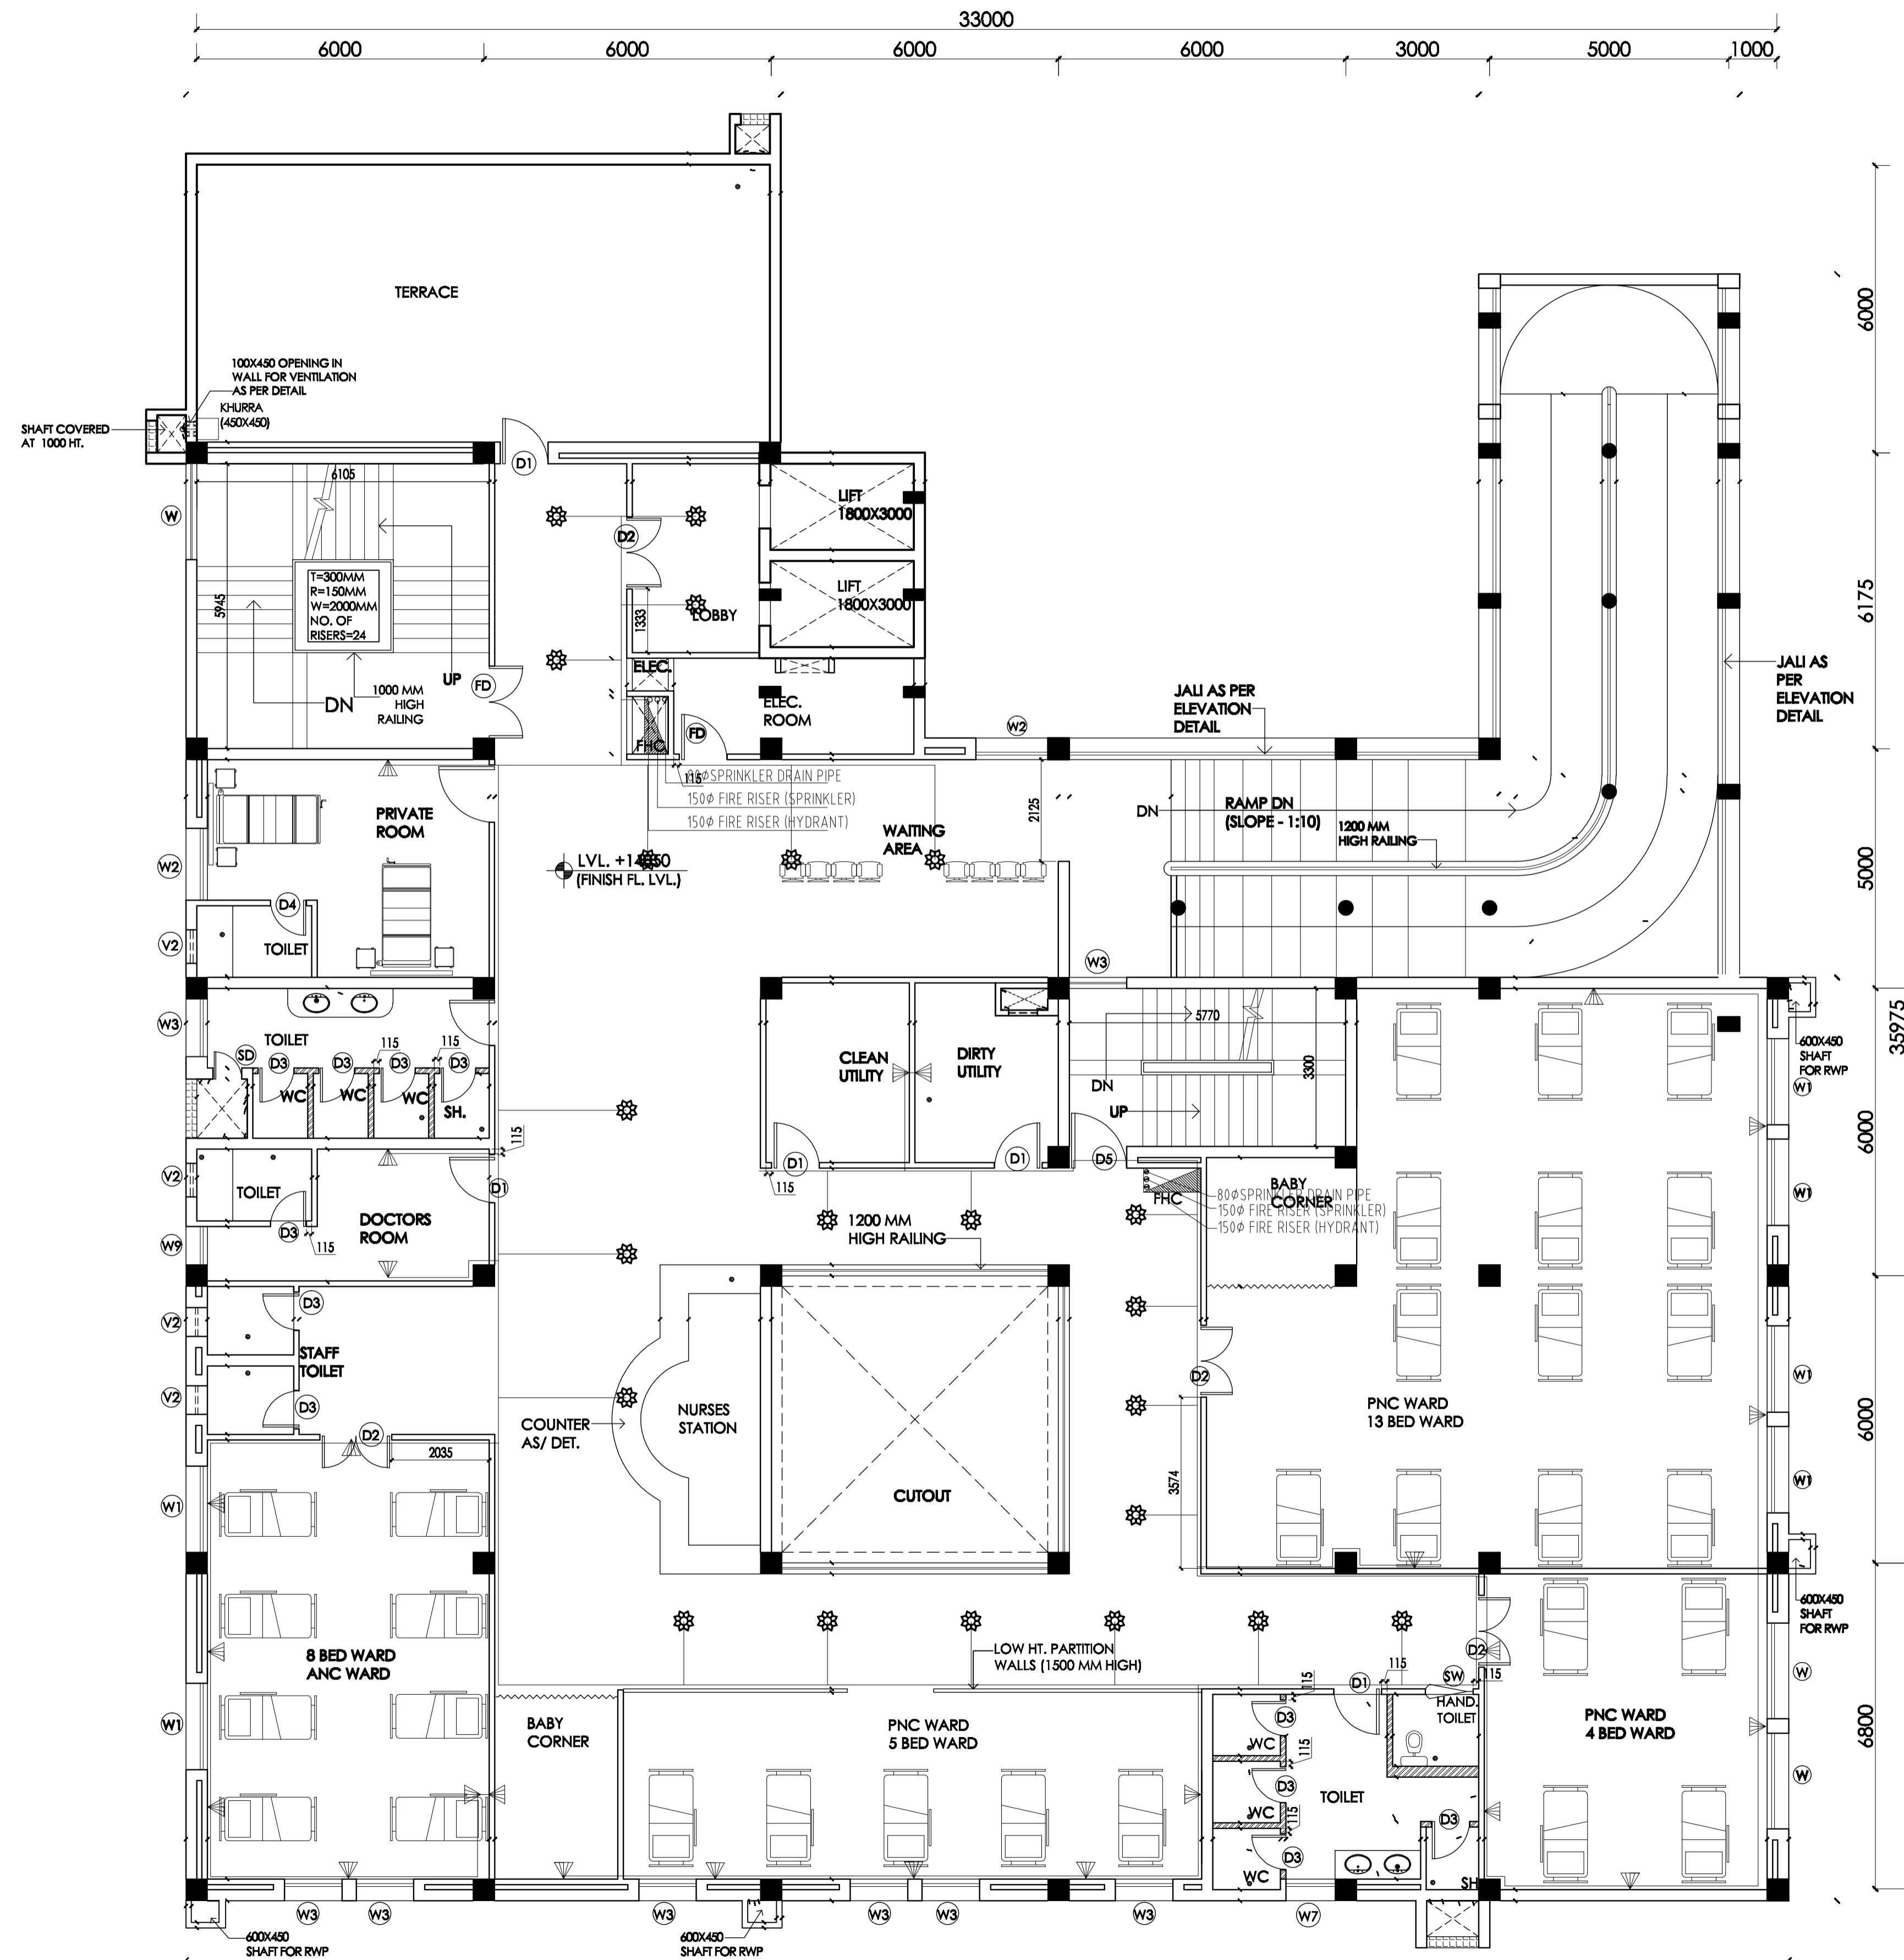 33000
6000
6000
6000
6000
3000
5000
1000
TERRACE
100X450 OPENING IN
WALL FOR VENTILATION
AS PER DETAIL
KHURRA
(450X450)
SHAFT COVERED
AT 1000 HT.
6000
D1
6105
W
LIFT
1800X3000
D2
T=300MM
R=150MM
W=2000MM
NO. OF
RISERS=24
5945
LIFT
1800X3000
1333
LOBBY
6175
ELEC.
UP
FD
DN
1000 MM
HIGH
RAILING
ELEC.
ROOM
FHC
FD
W2
JALI AS PER
ELEVATION
DETAIL
JALI AS
PER
ELEVATION
DETAIL
115
80Φ SPRINKLER DRAIN PIPE
150Φ FIRE RISER (SPRINKLER)
150Φ FIRE RISER (HYDRANT)
PRIVATE
ROOM
WAITING
AREA
2125
DN
RAMP DN
(SLOPE - 1:10)
1200 MM
HIGH RAILING
5000
W2
(FINISH FL. LVL.)
D4
V2
TOILET
W3
W3
TOILET
SD
D3
115
D3
D3
115
D3
WC
WC
WC
SH.
CLEAN
UTILITY
DIRTY
UTILITY
5770
3300
DN
UP
600X450
SHAFT
FOR RWP
W1
35975
6000
115
D1
115
D1
D5
V2
TOILET
D1
D3
115
DOCTORS
ROOM
W9
FHC
BABY
CORNER
80Φ SPRINKLER DRAIN PIPE
150Φ FIRE RISER (SPRINKLER)
150Φ FIRE RISER (HYDRANT)
W1
1200 MM
HIGH RAILING
V2
D3
STAFF
TOILET
V2
D3
D2
2035
COUNTER
AS/ DET.
NURSES
STATION
CUTOUT
D2
3574
PNC WARD
13 BED WARD
W1
6000
W1
W1
8 BED WARD
ANC WARD
W1
LOW HT. PARTITION
WALLS (1500 MM HIGH)
BABY
CORNER
PNC WARD
5 BED WARD
600X450
SHAFT
FOR RWP
D2
115
D1
115
SW
115
HAND.
TOILET
W
D3
WC
115
PNC WARD
4 BED WARD
6800
D3
WC
115
TOILET
D3
W
D3
WC
SH
W3
W3
W3
W3
W3
W3
W7
600X450
SHAFT FOR RWP
600X450
SHAFT FOR RWP